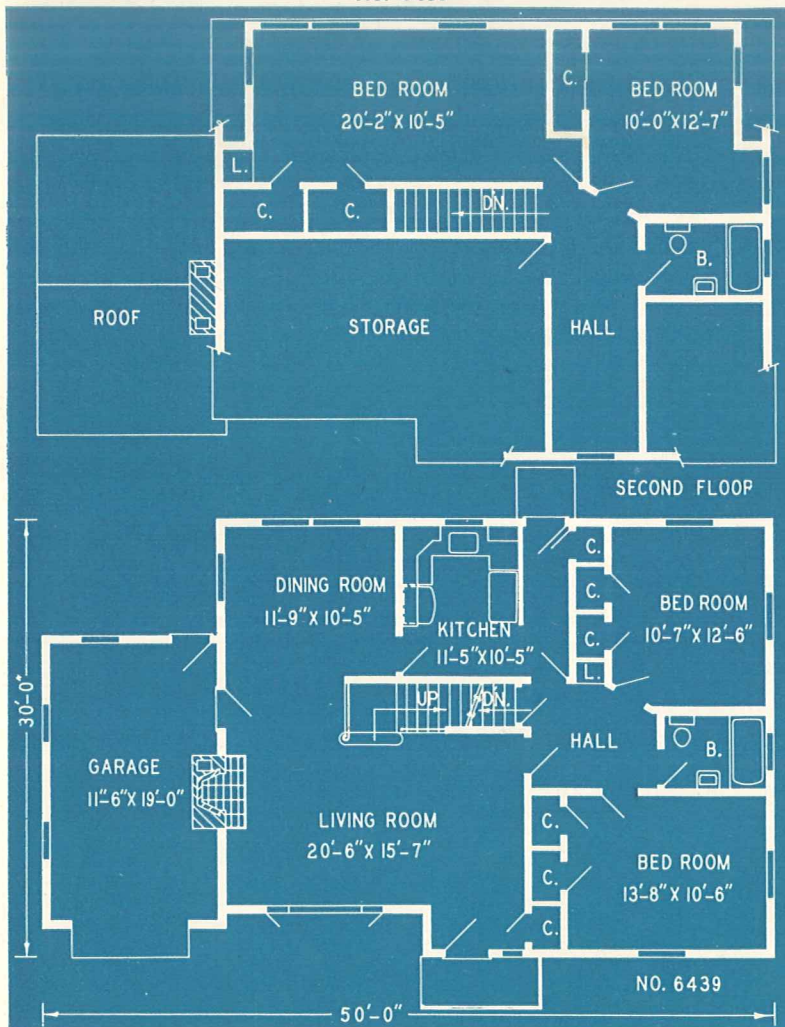 BED ROOM
20'-2" X 10'-5"
C.
BED ROOM
10'-0" X 12'-7"
L.
C.
C.
DN.
B.
ROOF
STORAGE
HALL
SECOND FLOOR
DINING ROOM
11'-9" X 10'-5"
KITCHEN
11'-5" X 10'-5"
C.
C.
C.
L.
BED ROOM
10'-7" X 12'-6"
30'-0"
UP
DN.
HALL
B.
GARAGE
11'-6" X 19'-0"
LIVING ROOM
20'-6" X 15'-7"
C.
C.
C.
BED ROOM
13'-8" X 10'-6"
NO. 6439
50'-0"